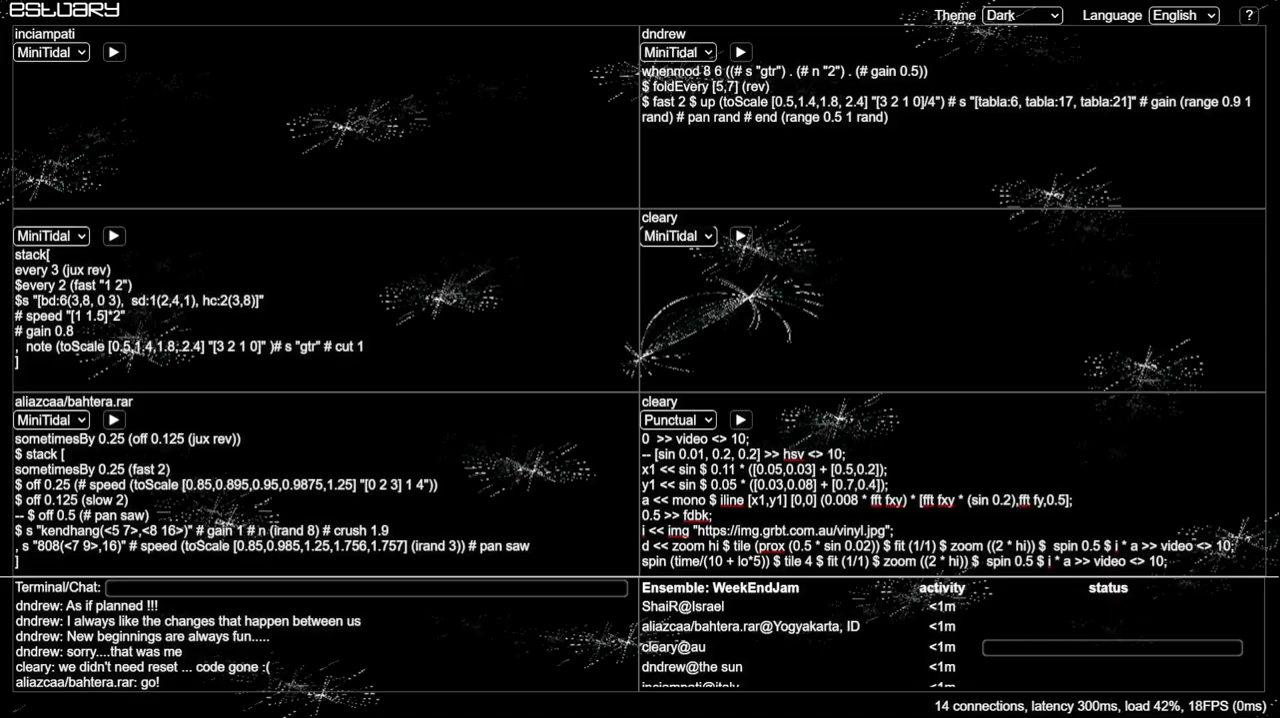 estuary
Theme Dark Language English ?
inciampati
MiniTidal
dndrew
MiniTidal
whenmod 8 6 ((# s "gtr") . (# n "2") . (# gain 0.5))
$ foldEvery [5,7] (rev)
$ fast 2 $ up (toScale [0.5,1.4,1.8, 2.4] "[3 2 1 0]/4") # s "[tabla:6, tabla:17, tabla:21]" # gain (range 0.9 1
rand) # pan rand # end (range 0.5 1 rand)
MiniTidal
stack[
every 3 (jux rev)
$every 2 (fast "1 2")
$s "[bd:6(3,8, 0 3),  sd:1(2,4,1), hc:2(3,8)]"
# speed "[1 1.5]*2"
# gain 0.8
,  note (toScale [0.5,1.4,1.8, 2.4] "[3 2 1 0]" )# s "gtr" # cut 1
]
cleary
MiniTidal
aliazcaa/bahtera.rar
MiniTidal
sometimesBy 0.25 (off 0.125 (jux rev))
$ stack [
sometimesBy 0.25 (fast 2)
$ off 0.25 (# speed (toScale [0.85,0.895,0.95,0.9875,1.25] "[0 2 3] 1 4"))
$ off 0.125 (slow 2)
-- $ off 0.5 (# pan saw)
$ s "kendhang(<5 7>,<8 16>)" # gain 1 # n (irand 8) # crush 1.9
, s "808(<7 9>,16)" # speed (toScale [0.85,0.985,1.25,1.756,1.757] (irand 3)) # pan saw
]
cleary
Punctual
0  >> video <> 10;
-- [sin 0.01, 0.2, 0.2] >> hsv <> 10;
x1 << sin $ 0.11 * ([0.05,0.03] + [0.5,0.2]);
y1 << sin $ 0.05 * ([0.03,0.08] + [0.7,0.4]);
a << mono $ iline [x1,y1] [0,0] (0.008 * fft fxy) * [fft fxy * (sin 0.2),fft fy,0.5];
0.5 >> fdbk;
i << img "https://img.grbt.com.au/vinyl.jpg";
d << zoom hi $ tile (prox (0.5 * sin 0.02)) $ fit (1/1) $ zoom ((2 * hi)) $  spin 0.5 $ i * a >> video <> 10;
spin (time/(10 + lo*5)) $ tile 4 $ fit (1/1) $ zoom ((2 * hi)) $  spin 0.5 $ i * a >> video <> 10;
Terminal/Chat:
dndrew: As if planned !!!
dndrew: I always like the changes that happen between us
dndrew: New beginnings are always fun.....
dndrew: sorry....that was me
cleary: we didn't need reset ... code gone :(
aliazcaa/bahtera.rar: go!
Ensemble: WeekEndJam activity status
ShaiR@Israel <1m
aliazcaa/bahtera.rar@Yogyakarta, ID <1m
cleary@au <1m
dndrew@the sun <1m
inciampati@italy <1m
14 connections, latency 300ms, load 42%, 18FPS (0ms)